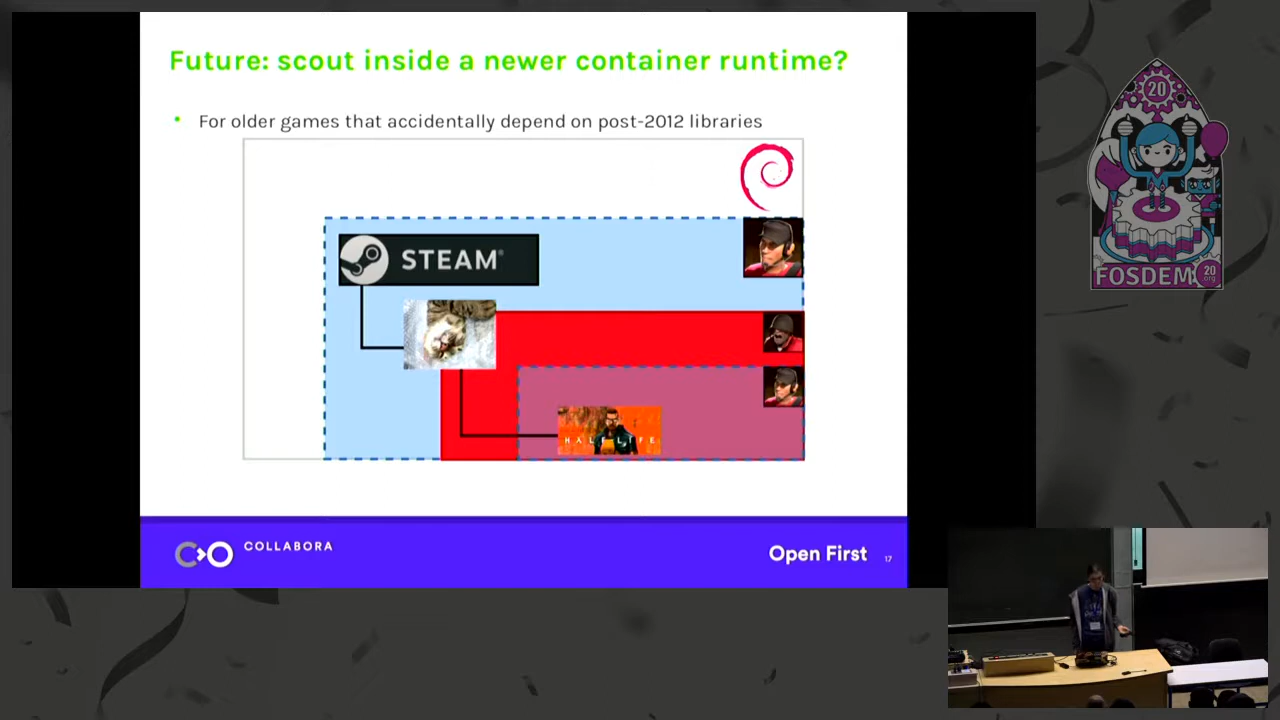 Future: scout inside a newer container runtime?
• For older games that accidentally depend on post-2012 libraries
STEAM®
HALF-LIFE
COLLABORA
Open First
17
20
FOSDEM
20
.org